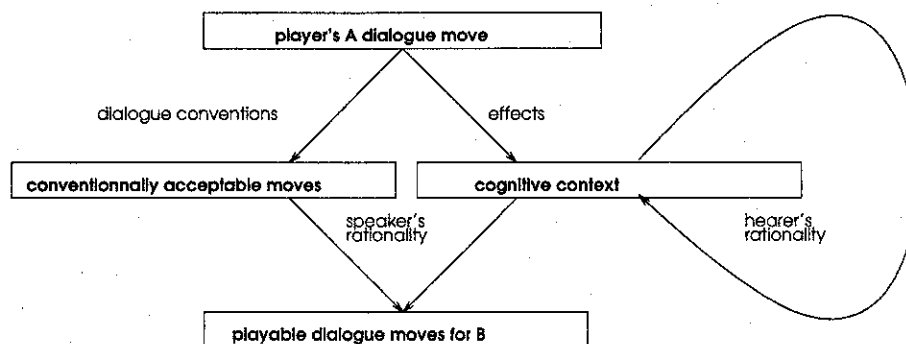 player's A dialogue move
dialogue conventions
effects
conventionnally acceptable moves
cognitive context
speaker's
rationality
hearer's
rationality
playable dialogue moves for B